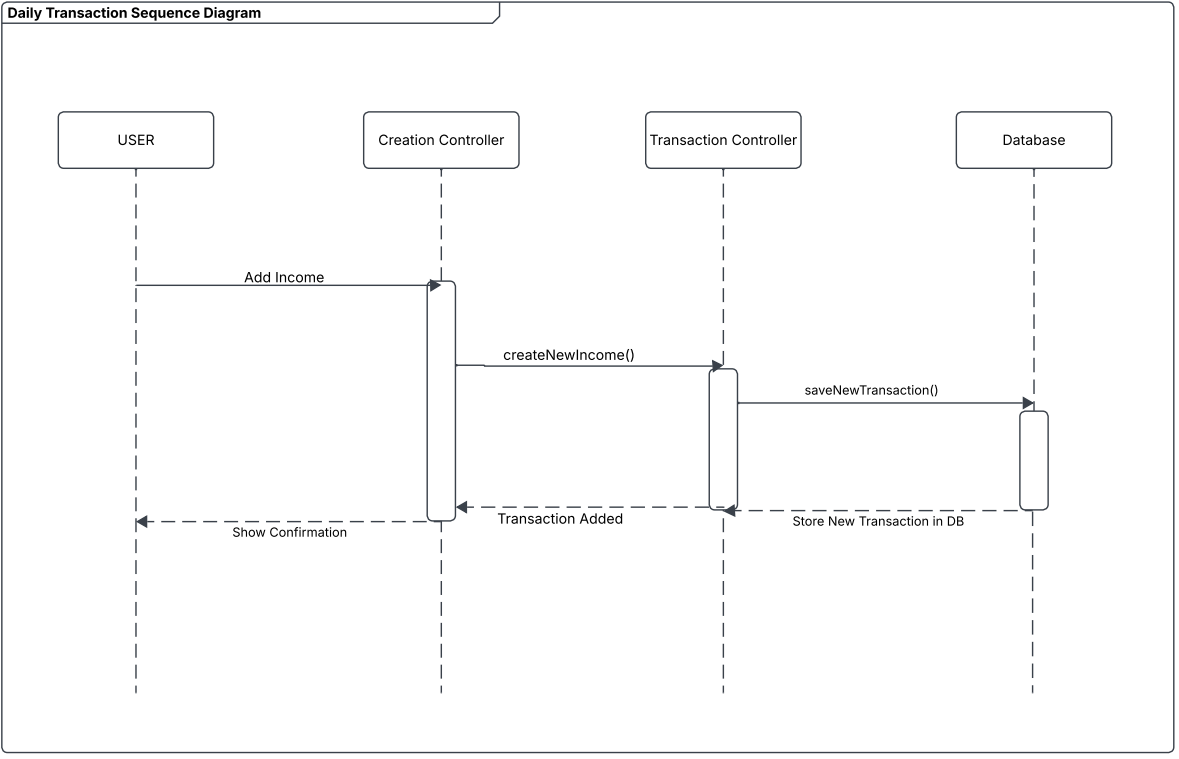 Daily Transaction Sequence Diagram
USER
Creation Controller
Transaction Controller
Database
Add Income
createNewIncome()
saveNewTransaction()
Transaction Added
Store New Transaction in DB
Show Confirmation